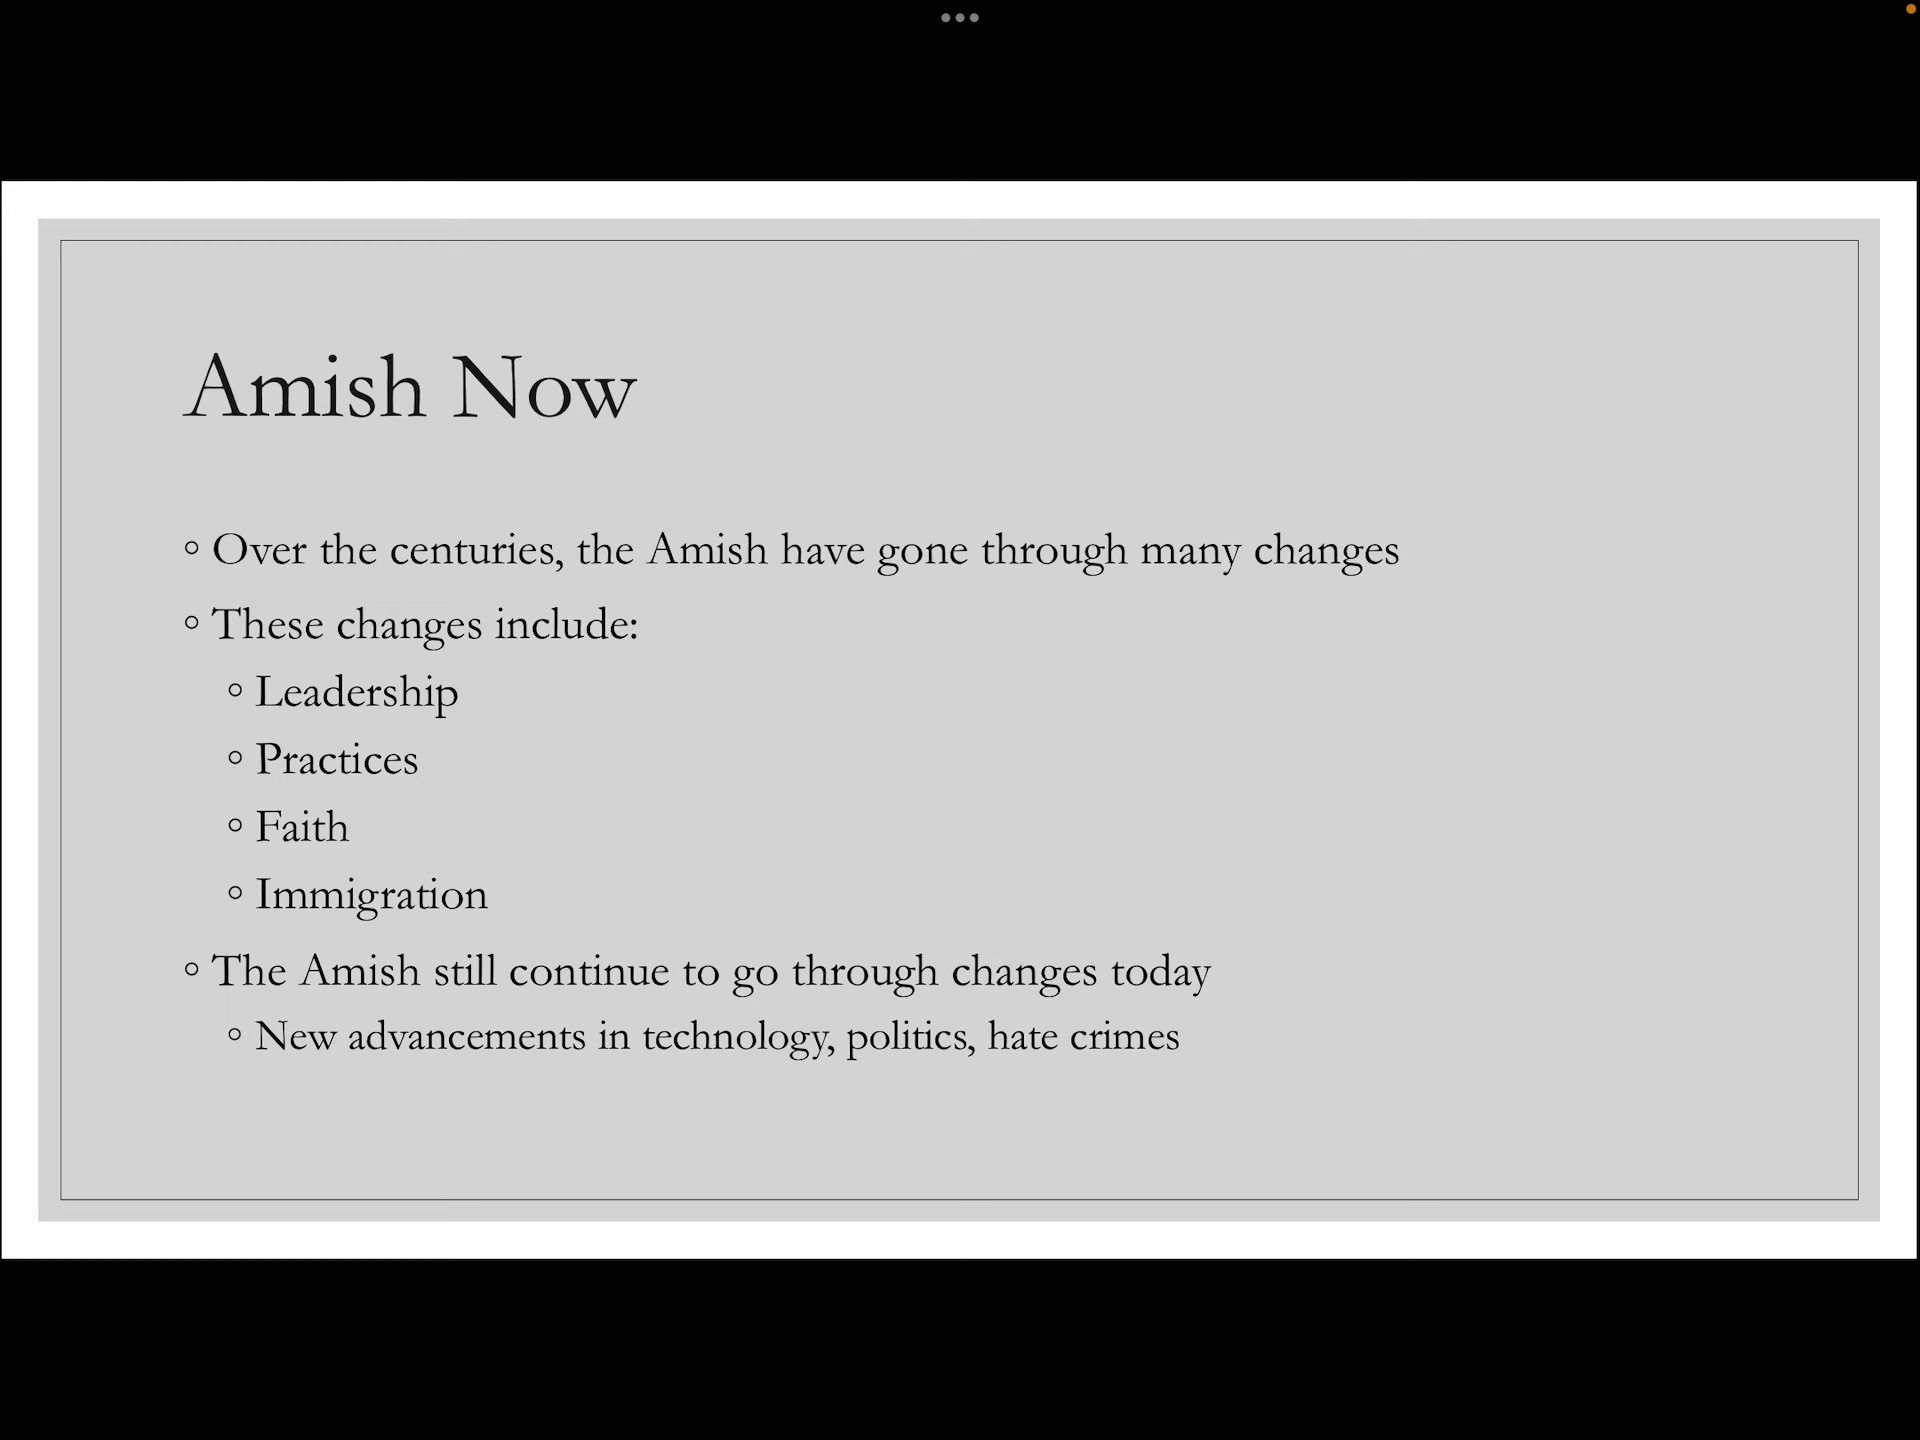 Amish Now
◦ Over the centuries, the Amish have gone through many changes
◦ These changes include:
◦ Leadership
◦ Practices
◦ Faith
◦ Immigration
◦ The Amish still continue to go through changes today
◦ New advancements in technology, politics, hate crimes